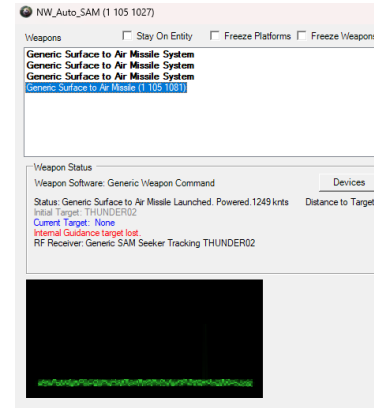 NW_Auto_SAM (1 105 1027)
Weapons Stay On Entity Freeze Platforms Freeze Weapons
Generic Surface to Air Missile System
Generic Surface to Air Missile System
Generic Surface to Air Missile System
Generic Surface to Air Missile (1 105 1081)
Weapon Status
Weapon Software: Generic Weapon Command Devices
Status: Generic Surface to Air Missile Launched. Powered.1249 knts Distance to Target
Initial Target: THUNDER02
Current Target: None
Internal Guidance target lost.
RF Receiver: Generic SAM Seeker Tracking THUNDER02